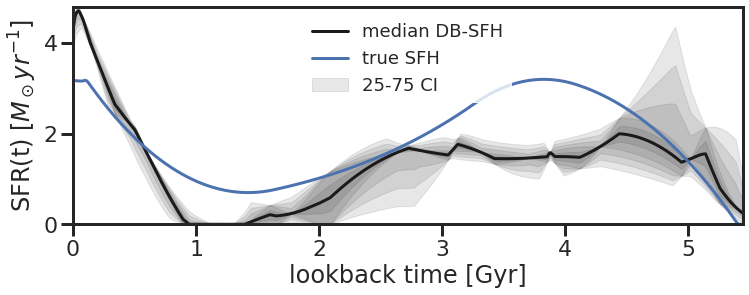 SFR(t) [M⊙yr⁻¹]
4
2
0
median DB-SFH
true SFH
25-75 CI
0 1 2 3 4 5
lookback time [Gyr]